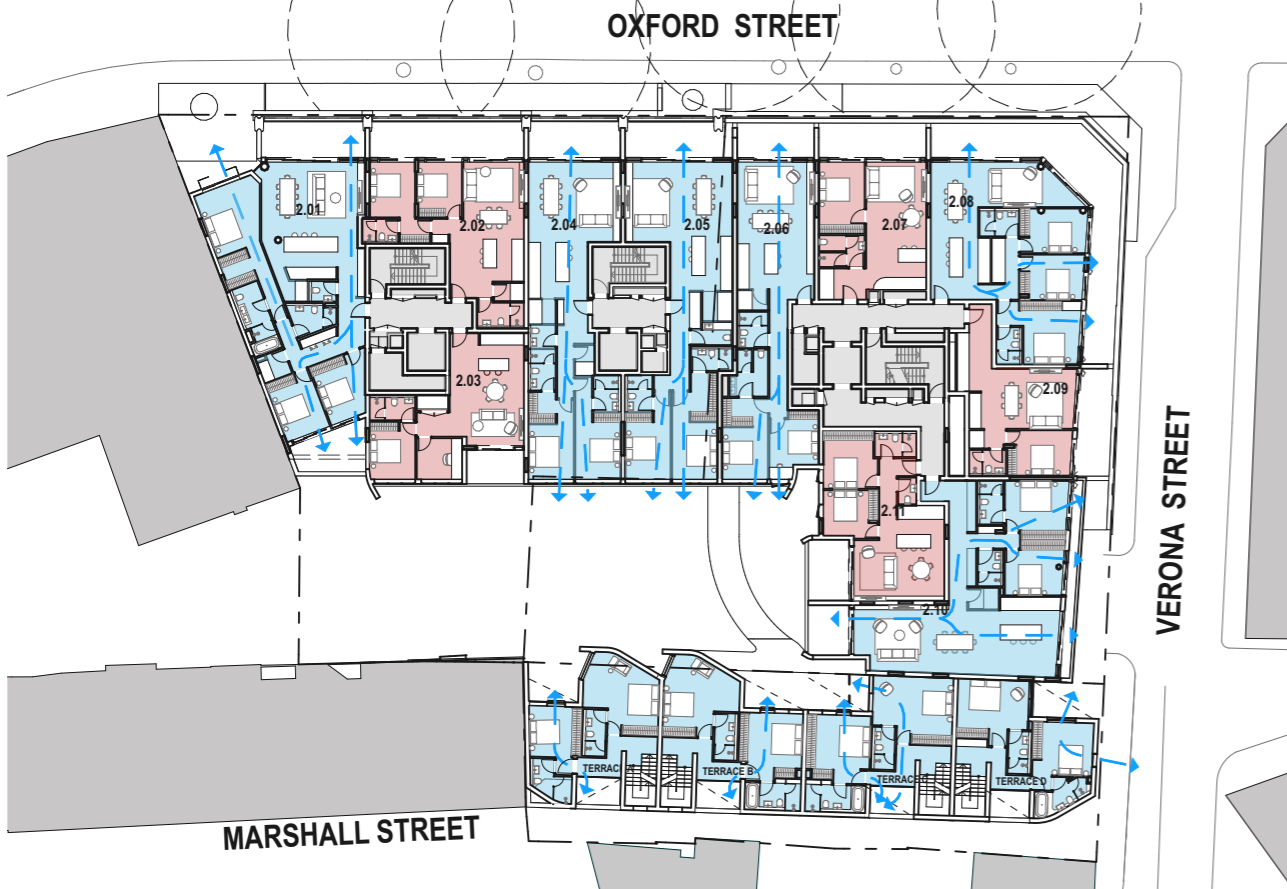 OXFORD STREET
2.01
2.02
2.04
2.05
2.06
2.07
2.08
2.03
2.09
2.11
2.10
VERONA STREET
TERRACE B
TERRACE D
MARSHALL STREET